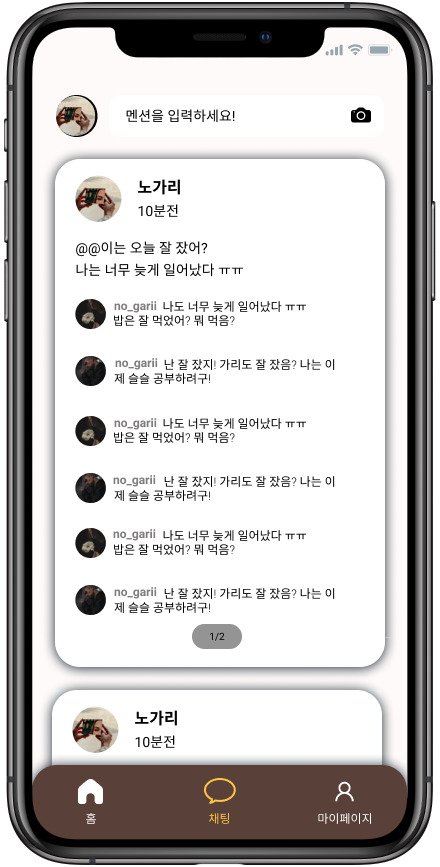 멘션을 입력하세요!
노가리
10분전
@@이는 오늘 잘 잤어?
나는 너무 늦게 일어났다 ㅠㅠ
no_garii 나도 너무 늦게 일어났다 ㅠㅠ
밥은 잘 먹었어? 뭐 먹음?
no_garii 난 잘 잤지! 가리도 잘 잤음? 나는 이
제 슬슬 공부하려구!
no_garii 나도 너무 늦게 일어났다 ㅠㅠ
밥은 잘 먹었어? 뭐 먹음?
no_garii 난 잘 잤지! 가리도 잘 잤음? 나는 이
제 슬슬 공부하려구!
no_garii 나도 너무 늦게 일어났다 ㅠㅠ
밥은 잘 먹었어? 뭐 먹음?
no_garii 난 잘 잤지! 가리도 잘 잤음? 나는 이
제 슬슬 공부하려구!
1/2
노가리
10분전
홈 채팅 마이페이지